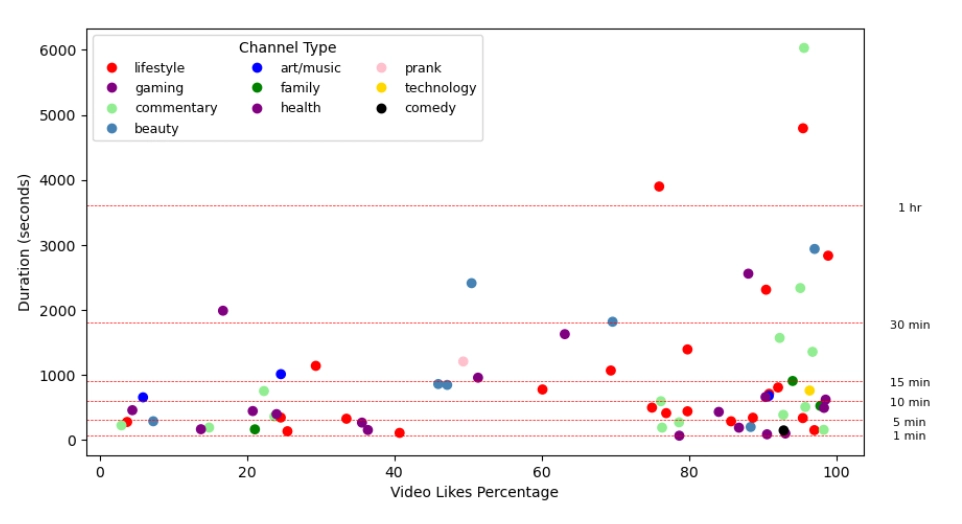 Channel Type
lifestyle art/music prank
gaming family technology
commentary health comedy
beauty
6000
5000
4000
3000
2000
1000
0
Duration (seconds)
1 hr
30 min
15 min
10 min
5 min
1 min
0 20 40 60 80 100
Video Likes Percentage